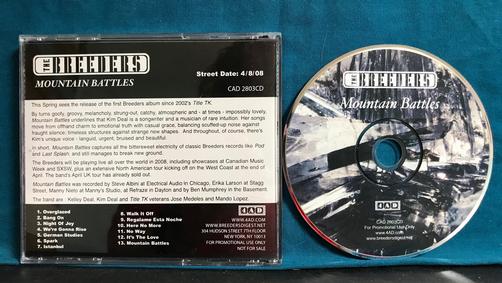 THE BREEDERS
MOUNTAIN BATTLES
Street Date: 4/8/08
CAD 2803CD
This Spring sees the release of the first Breeders album since 2002's Title TK.
By turns goofy, groovy, melancholy, strung-out, catchy, atmospheric and - at times - impossibly lovely,
Mountain Battles underlines that Kim Deal is a songwriter and a musician of rare intuition. Her songs
move from offhand charm to emotional truth with casual grace, balancing scuffed-up noise against
fraught silence; timeless structures against strange new shapes. And throughout, of course, there's
Kim's unique voice - languid, urgent, bruised and beautiful.
In short, Mountain Battles captures all the bittersweet electricity of classic Breeders records like Pod
and Last Splash, and still manages to break new ground.
The Breeders will be playing live all over the world in 2008, including showcases at Canadian Music
Week and SXSW, plus an extensive North American tour kicking off on the West Coast at the end of
April. The band's April UK tour has already sold out.
Mountain Battles was recorded by Steve Albini at Electrical Audio in Chicago, Erika Larson at Stagg
Street, Manny Nieto at Manny's Studio, at Refraze in Dayton and by Ben Mumphrey in the Basement.
The band are : Kelley Deal, Kim Deal and Title TK veterans Jose Medeles and Mando Lopez.
1. Overglazed
2. Bang On
3. Night Of Joy
4. We're Gonna Rise
5. German Studies
6. Spark
7. Istanbul
8. Walk It Off
9. Regalame Esta Noche
10. Here No More
11. No Way
12. It's The Love
13. Mountain Battles
4AD
WWW.4AD.COM
WWW.BREEDERSDIGEST.NET
304 HUDSON STREET 7TH FLOOR
NEW YORK, NY 10013
FOR PROMOTIONAL USE ONLY
NOT FOR SALE
THE BREEDERS
Mountain Battles
4AD
CAD 2803CD
For Promotional Use Only
www.4AD.com
www.breedersdigest.net